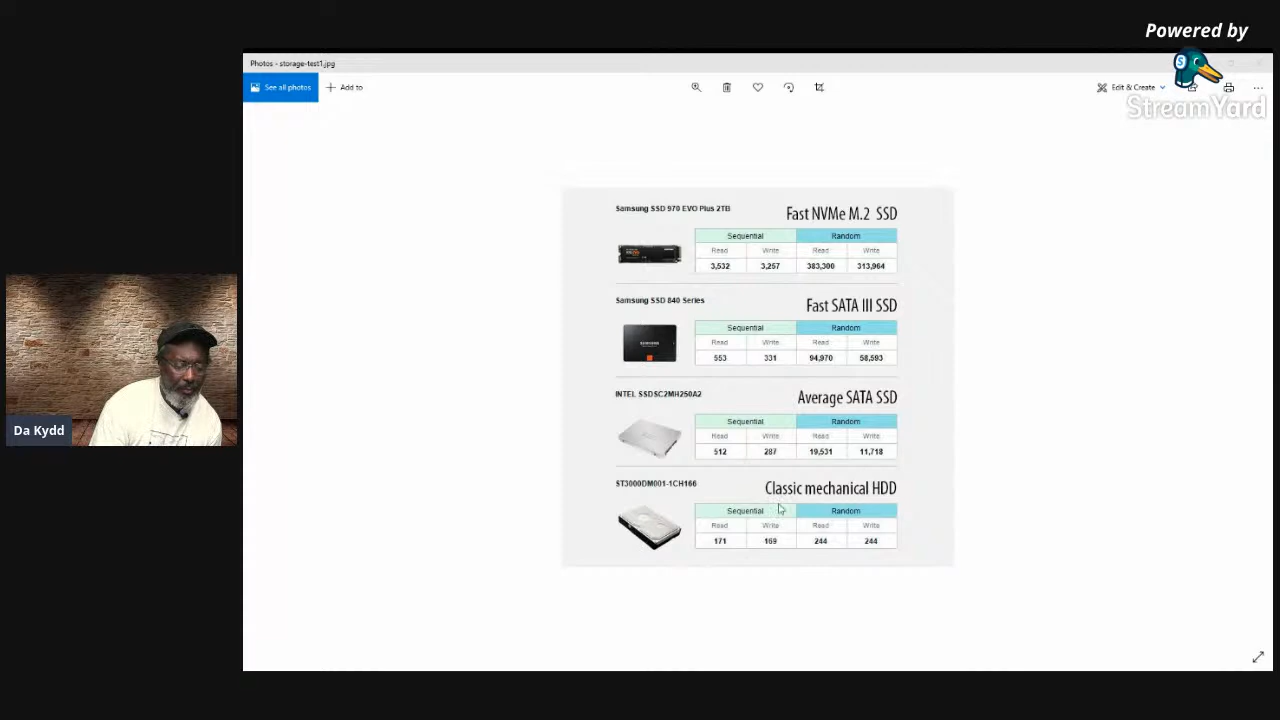 Powered by
StreamYard
Photos - storage-test1.jpg
See all photos
Add to
Edit & Create
Samsung SSD 970 EVO Plus 2TB
Fast NVMe M.2 SSD
Sequential Random
Read Write Read Write
3,532 3,257 383,300 313,964
Samsung SSD 840 Series
Fast SATA III SSD
Sequential Random
Read Write Read Write
553 331 94,970 58,593
INTEL SSDSC2MH250A2
Average SATA SSD
Sequential Random
Read Write Read Write
512 287 19,531 11,718
ST3000DM001-1CH166
Classic mechanical HDD
Sequential Random
Read Write Read Write
171 169 244 244
Da Kydd